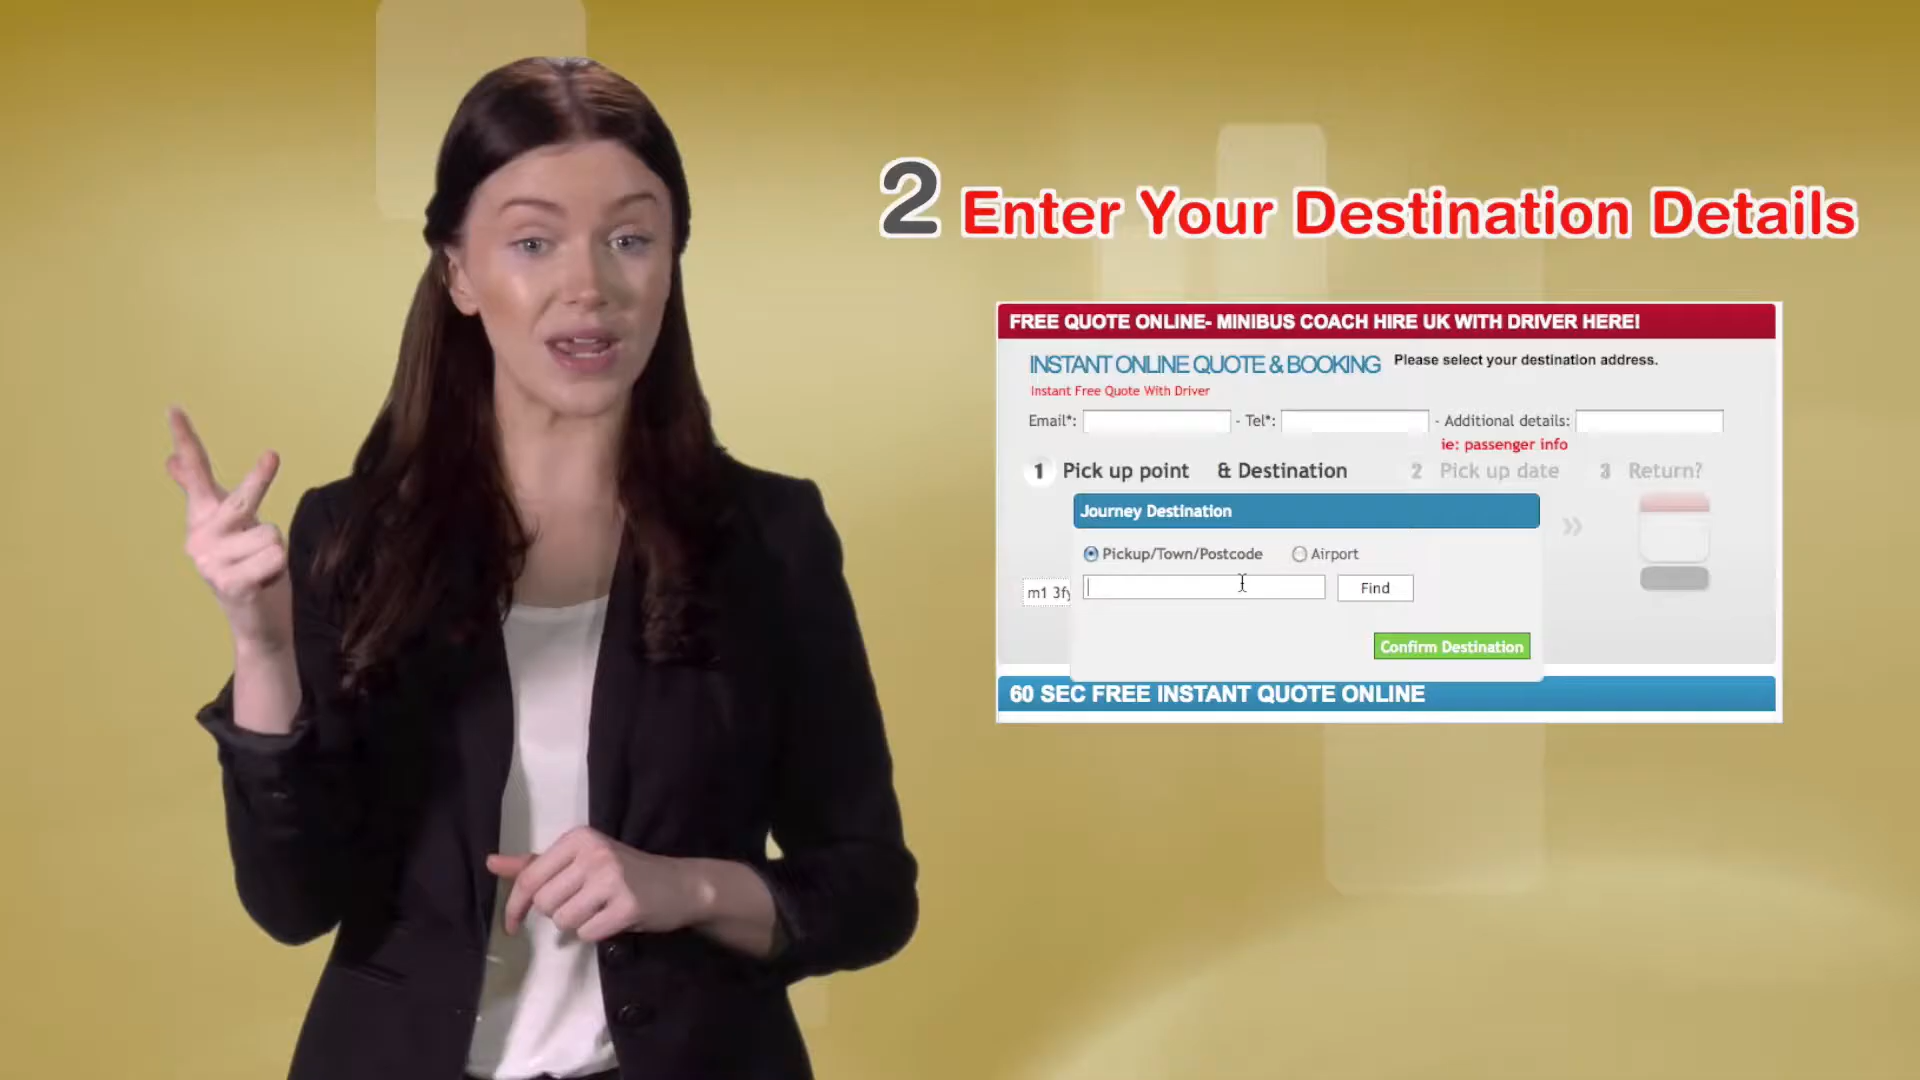 2 Enter Your Destination Details
FREE QUOTE ONLINE- MINIBUS COACH HIRE UK WITH DRIVER HERE!
INSTANT ONLINE QUOTE & BOOKING Please select your destination address.
Instant Free Quote With Driver
Email*: - Tel*: - Additional details:
ie: passenger info
1 Pick up point & Destination 2 Pick up date 3 Return?
Journey Destination
Pickup/Town/Postcode Airport
m1 3fy Find
Confirm Destination
60 SEC FREE INSTANT QUOTE ONLINE